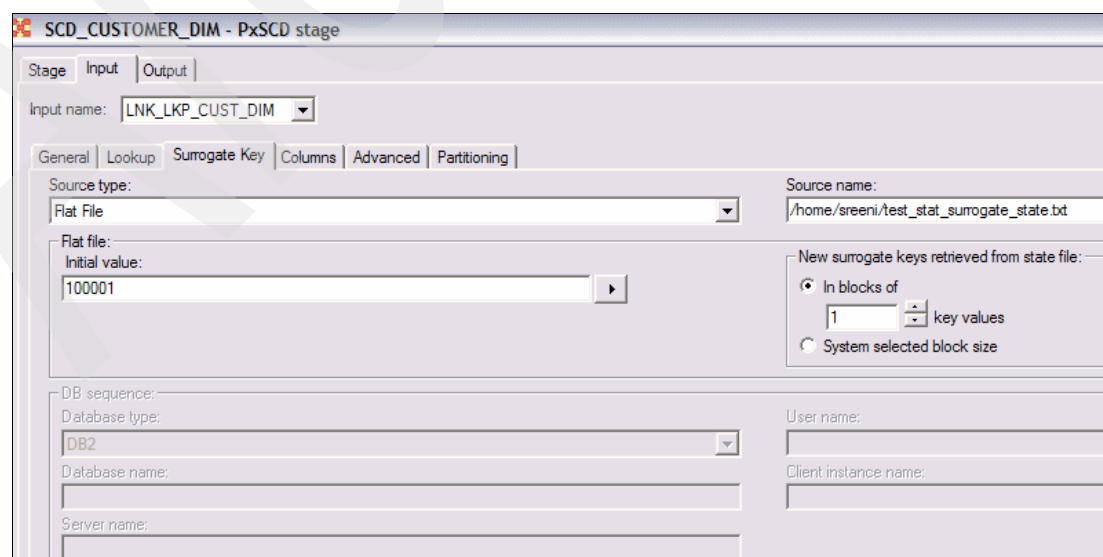 SCD_CUSTOMER_DIM - PxSCD stage
Stage Input Output
Input name: LNK_LKP_CUST_DIM
General Lookup Surrogate Key Columns Advanced Partitioning
Source type: Source name:
Flat File /home/sreeni/test_stat_surrogate_state.txt
Flat file: New surrogate keys retrieved from state file:
Initial value:
100001 In blocks of
1 key values
System selected block size
DB sequence:
Database type: User name:
DB2
Database name: Client instance name:
Server name: